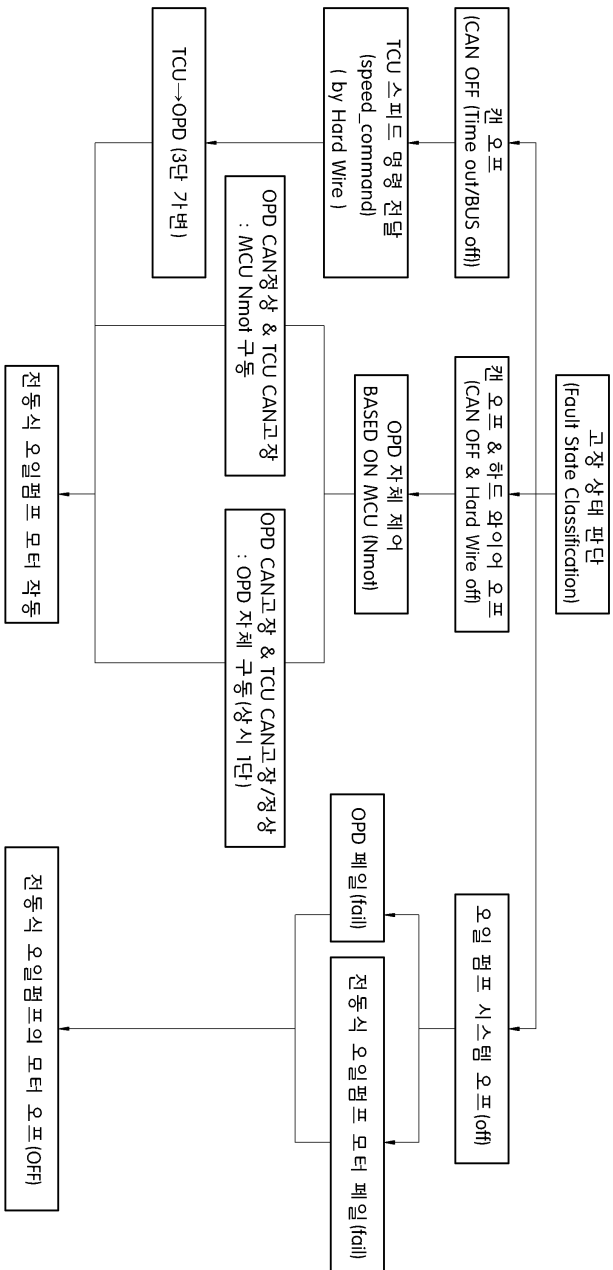 고장 상태 판단
(Fault State Classification)
캔 오프
(CAN OFF (Time out/BUS off))
캔 오프 & 하드 와이어 오프
(CAN OFF & Hard Wire off)
오일 펌프 시스템 오프(off)
TCU 스피드 명령 전달
(speed_command)
( by Hard Wire )
OPD 자체 제어
BASED ON MCU (Nmot)
OPD 페일(fail)
전동식 오일펌프 모터 페일(fail)
TCU→OPD (3단 가변)
OPD CAN정상 & TCU CAN고장
: MCU Nmot 구동
OPD CAN고장 & TCU CAN고장/정상
: OPD 자체 구동(상시 1단)
전동식 오일펌프 모터 작동
전동식 오일펌프의 모터 오프(OFF)